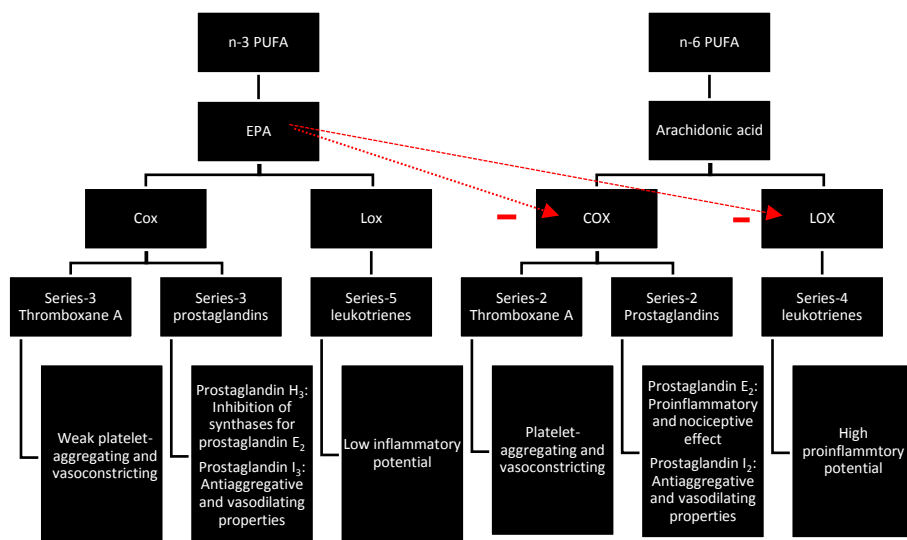 n-3 PUFA
n-6 PUFA
EPA
Arachidonic acid
Cox
Lox
COX
LOX
Series-3
Thromboxane A
Series-3
prostaglandins
Series-5
leukotrienes
Series-2
Thromboxane A
Series-2
Prostaglandins
Series-4
leukotrienes
Weak platelet-
aggregating and
vasoconstricting
Prostaglandin H₃:
Inhibition of
synthases for
prostaglandin E₂
Prostaglandin I₃:
Antiaggregative
and vasodilating
properties
Low inflammatory
potential
Platelet-
aggregating and
vasoconstricting
Prostaglandin E₂:
Proinflammatory
and nociceptive
effect
Prostaglandin I₂:
Antiaggregative
and vasodilating
properties
High
proinflammtory
potential